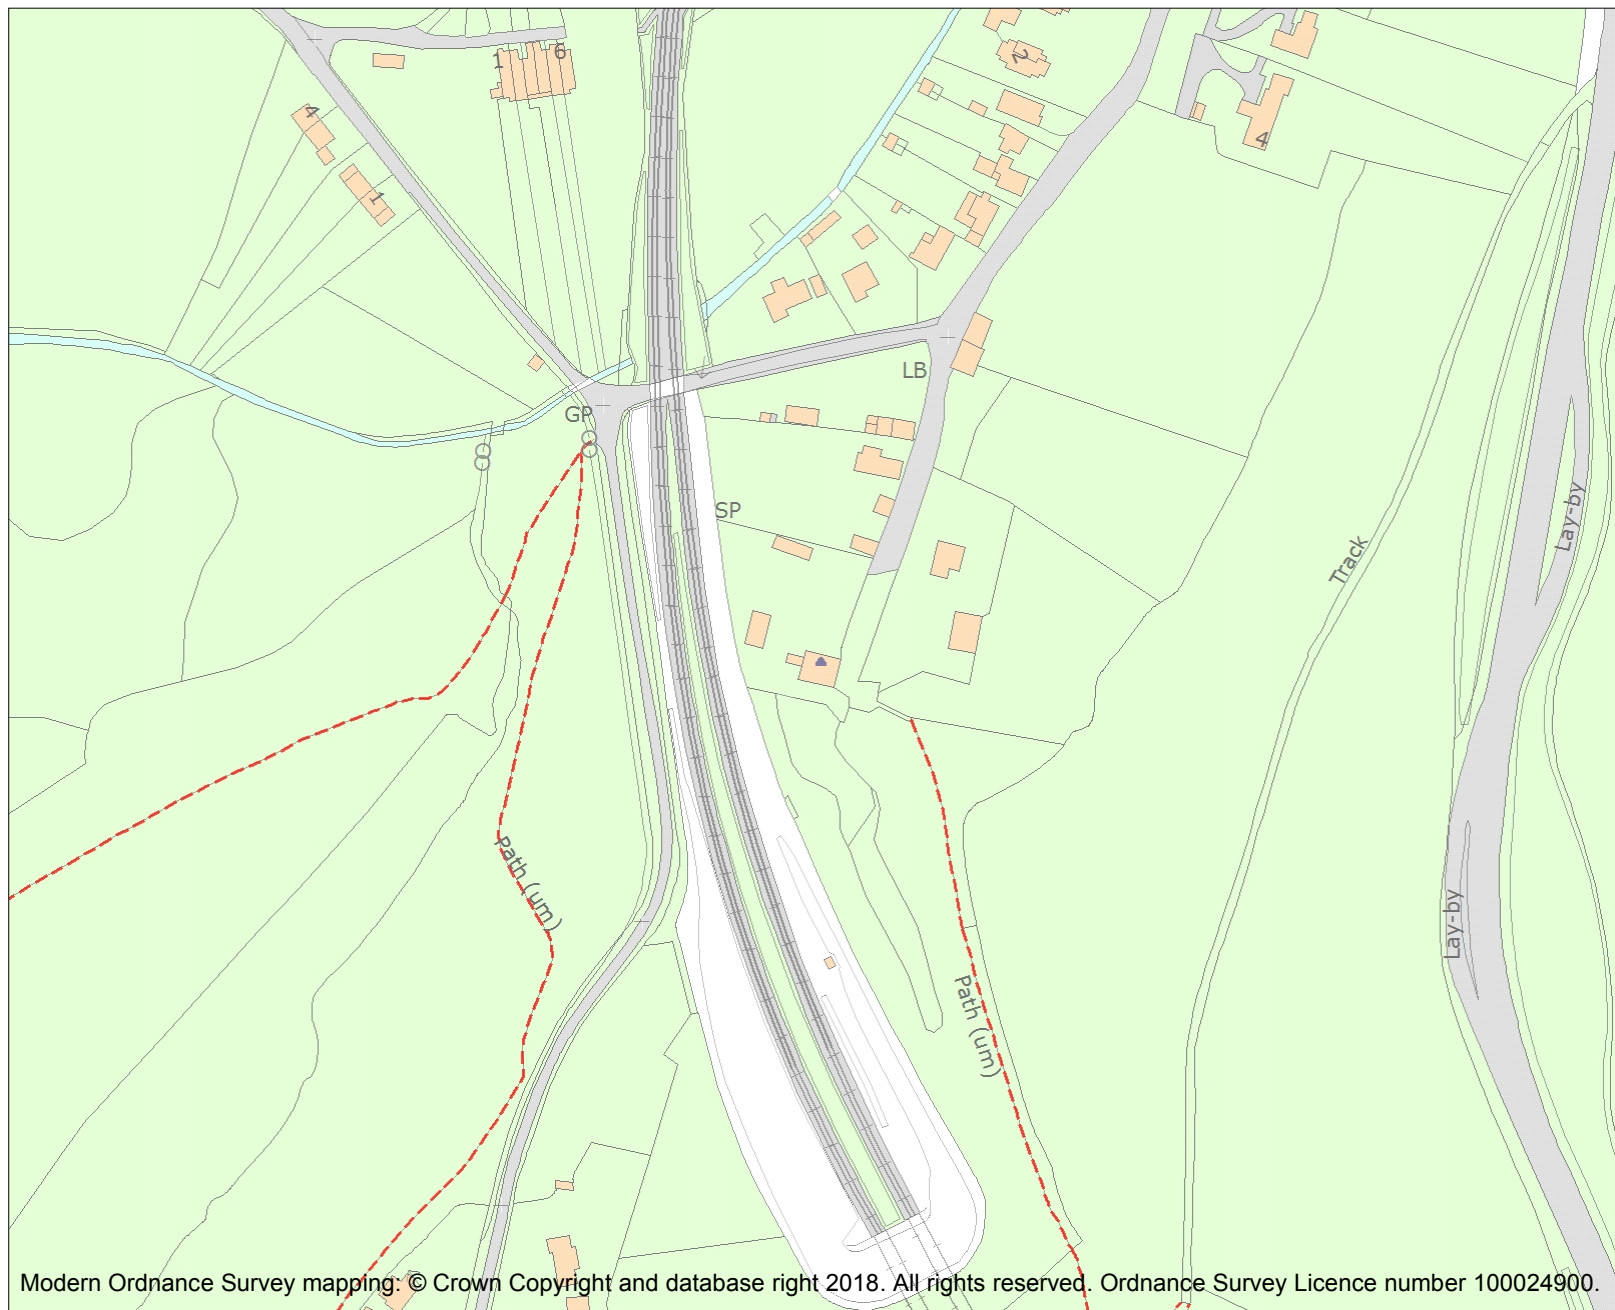 1
6
2
4
4
1
LB
GP
SP
Lay-by
Track
Path (um)
Lay-by
Path (um)
Modern Ordnance Survey mapping: © Crown Copyright and database right 2018. All rights reserved. Ordnance Survey Licence number 100024900.